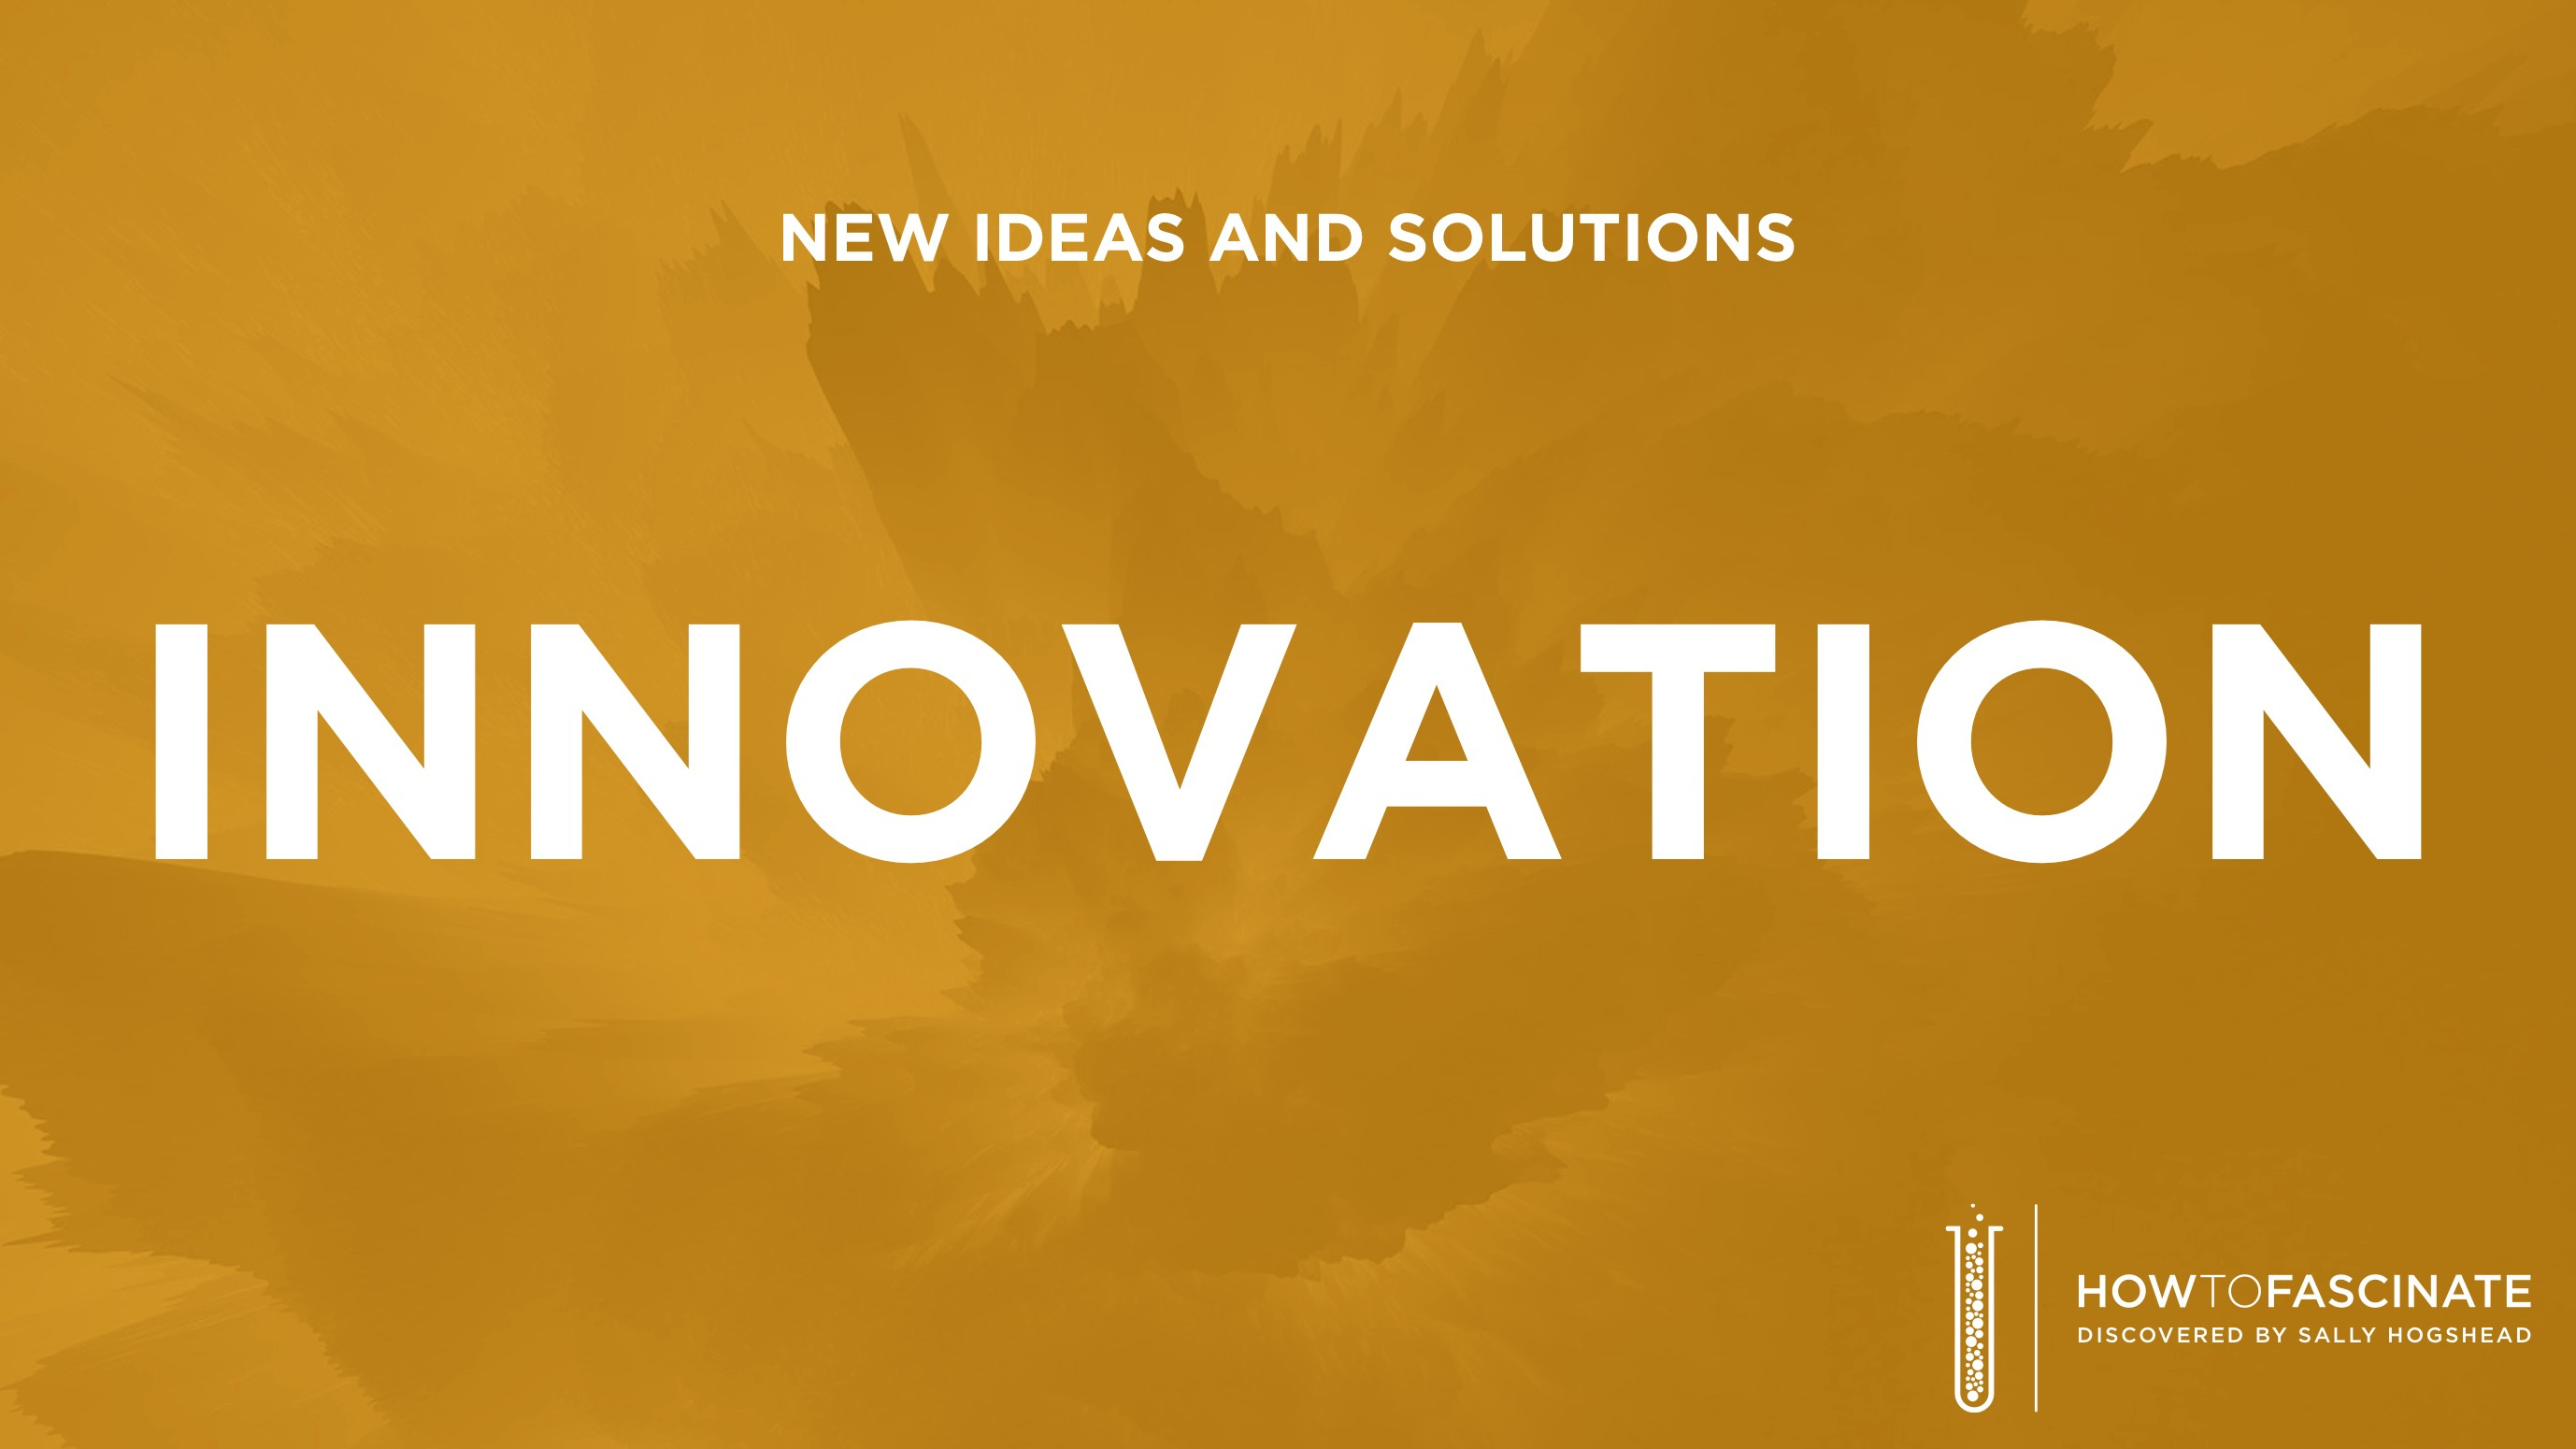 NEW IDEAS AND SOLUTIONS
INNOVATION
HOWTOFASCINATE
DISCOVERED BY SALLY HOGSHEAD